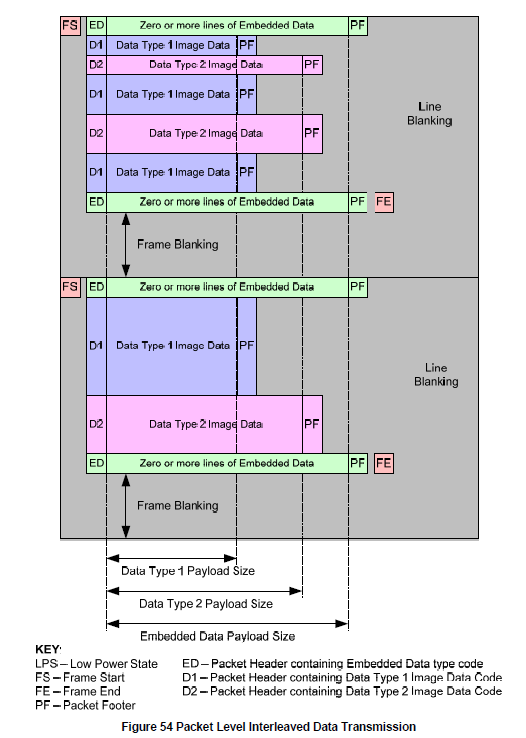 FS ED Zero or more lines of Embedded Data PF
D1 Data Type 1 Image Data PF
D2 Data Type 2 Image Data PF
D1 Data Type 1 Image Data PF
Line
Blanking
D2 Data Type 2 Image Data PF
D1 Data Type 1 Image Data PF
ED Zero or more lines of Embedded Data PF FE
Frame Blanking
FS ED Zero or more lines of Embedded Data PF
D1 Data Type 1 Image Data PF
Line
Blanking
D2 Data Type 2 Image Data PF
ED Zero or more lines of Embedded Data PF FE
Frame Blanking
Data Type 1 Payload Size
Data Type 2 Payload Size
Embedded Data Payload Size
KEY:
LPS – Low Power State ED – Packet Header containing Embedded Data type code
FS – Frame Start D1 – Packet Header containing Data Type 1 Image Data Code
FE – Frame End D2 – Packet Header containing Data Type 2 Image Data Code
PF – Packet Footer
Figure 54 Packet Level Interleaved Data Transmission